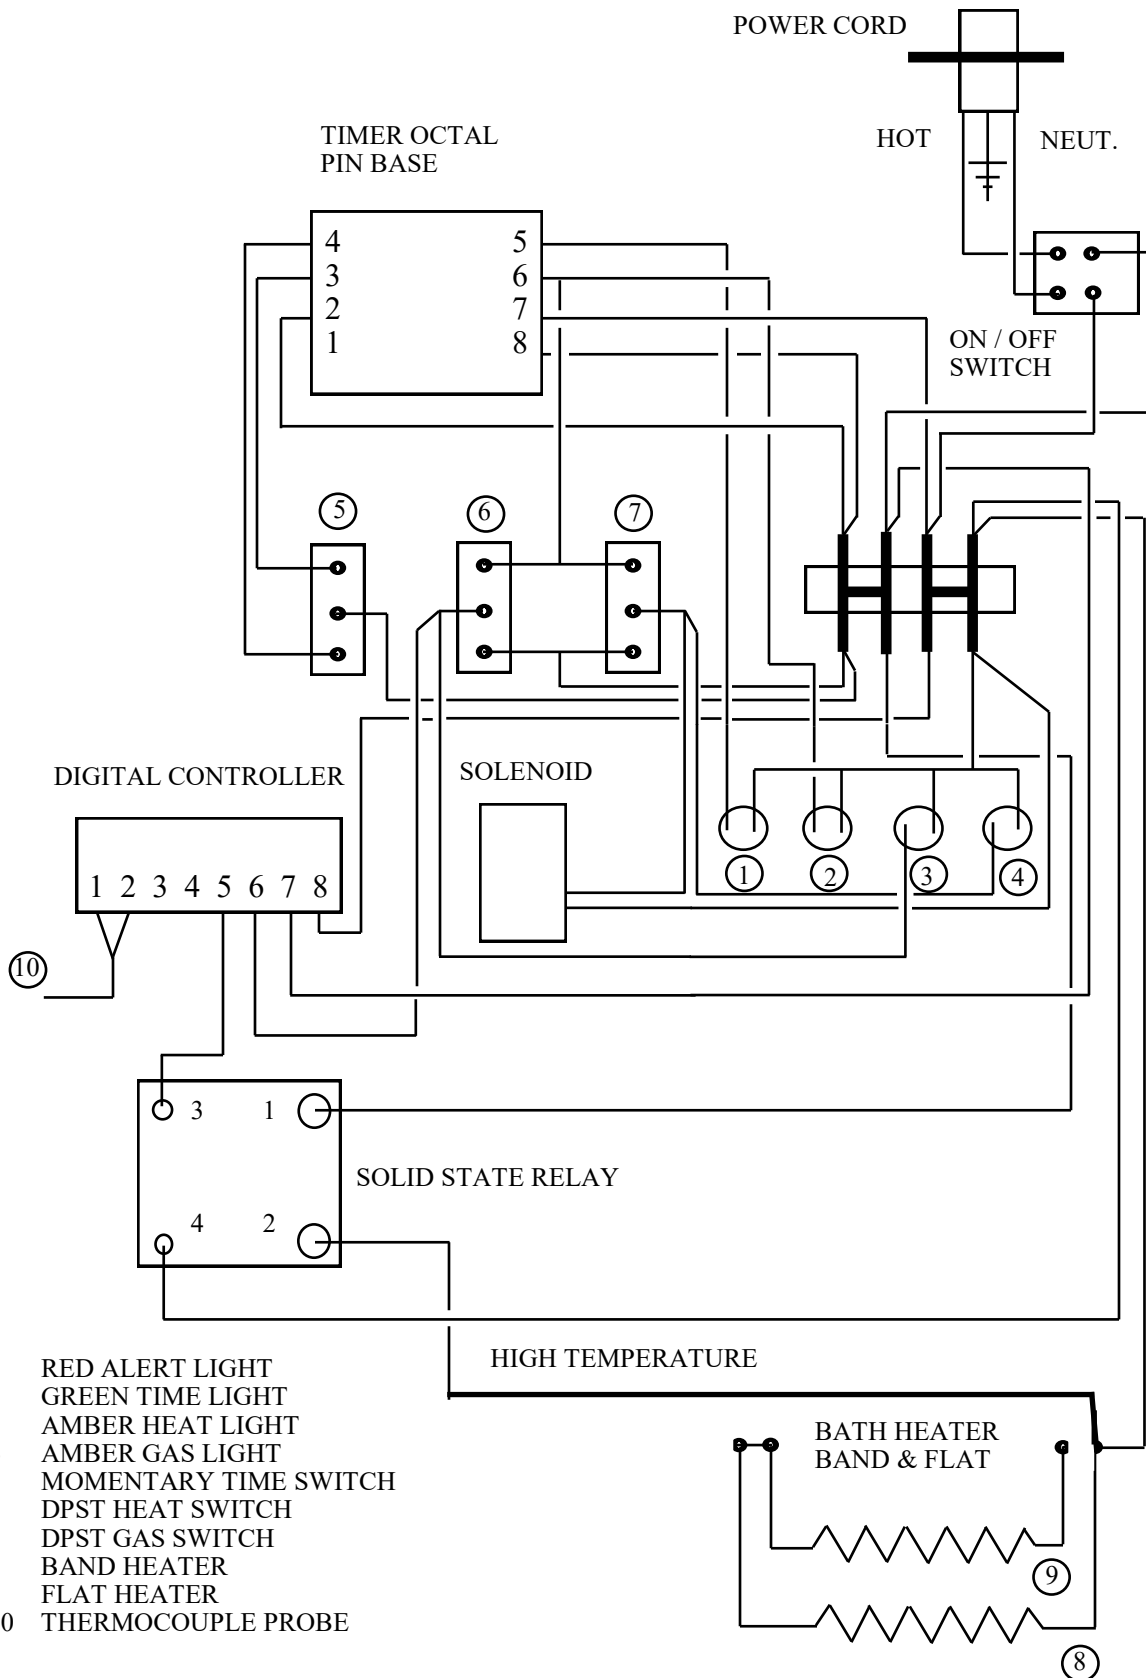 POWER CORD
HOT
NEUT.
TIMER OCTAL
PIN BASE
4 5
3 6
2 7
1 8
ON / OFF
SWITCH
5
6
7
DIGITAL CONTROLLER
SOLENOID
1 2 3 4 5 6 7 8
1
2
3
4
10
3 1
SOLID STATE RELAY
4 2
HIGH TEMPERATURE
RED ALERT LIGHT
GREEN TIME LIGHT
AMBER HEAT LIGHT
AMBER GAS LIGHT
MOMENTARY TIME SWITCH
DPST HEAT SWITCH
DPST GAS SWITCH
BAND HEATER
FLAT HEATER
0 THERMOCOUPLE PROBE
BATH HEATER
BAND & FLAT
9
8